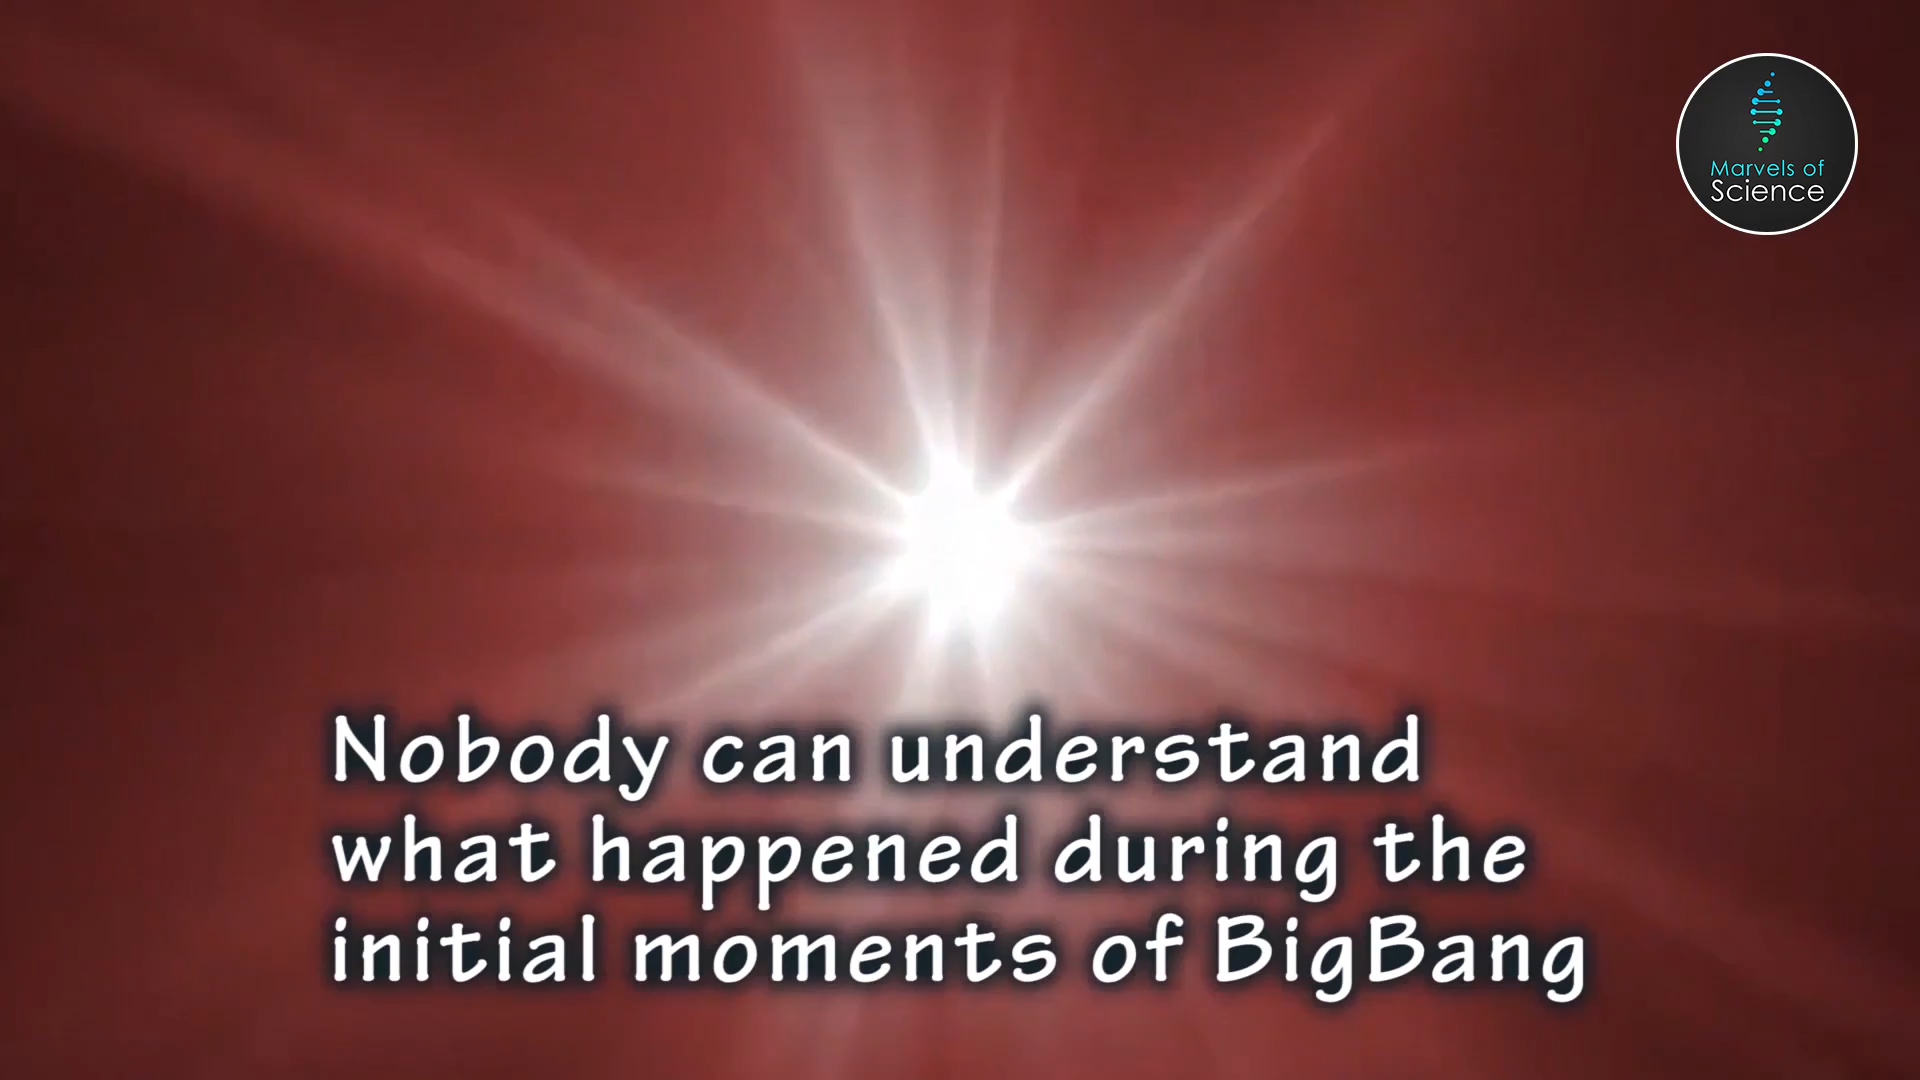 Marvels of
Science
Nobody can understand
what happened during the
initial moments of BigBang